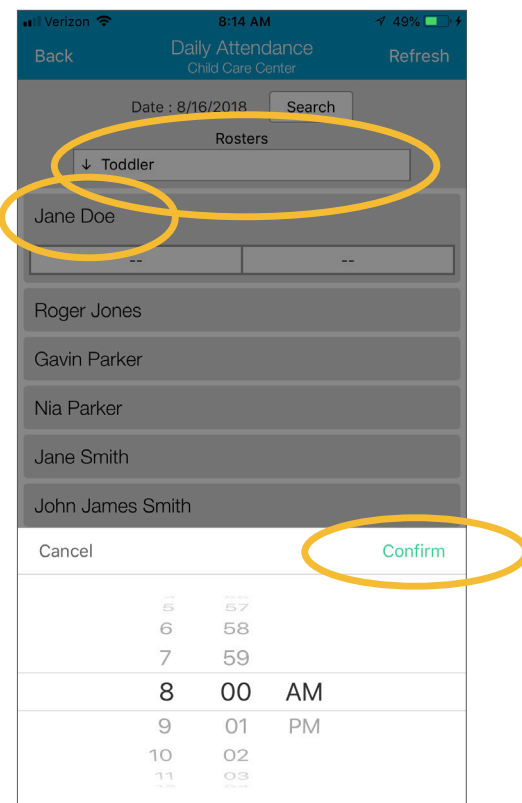 Verizon 8:14 AM 49%
Back Daily Attendance Refresh
Child Care Center
Date : 8/16/2018 Search
Rosters
↓ Toddler
Jane Doe
-- --
Roger Jones
Gavin Parker
Nia Parker
Jane Smith
John James Smith
Cancel Confirm
5 57
6 58
7 59
8 00 AM
9 01 PM
10 02
11 03